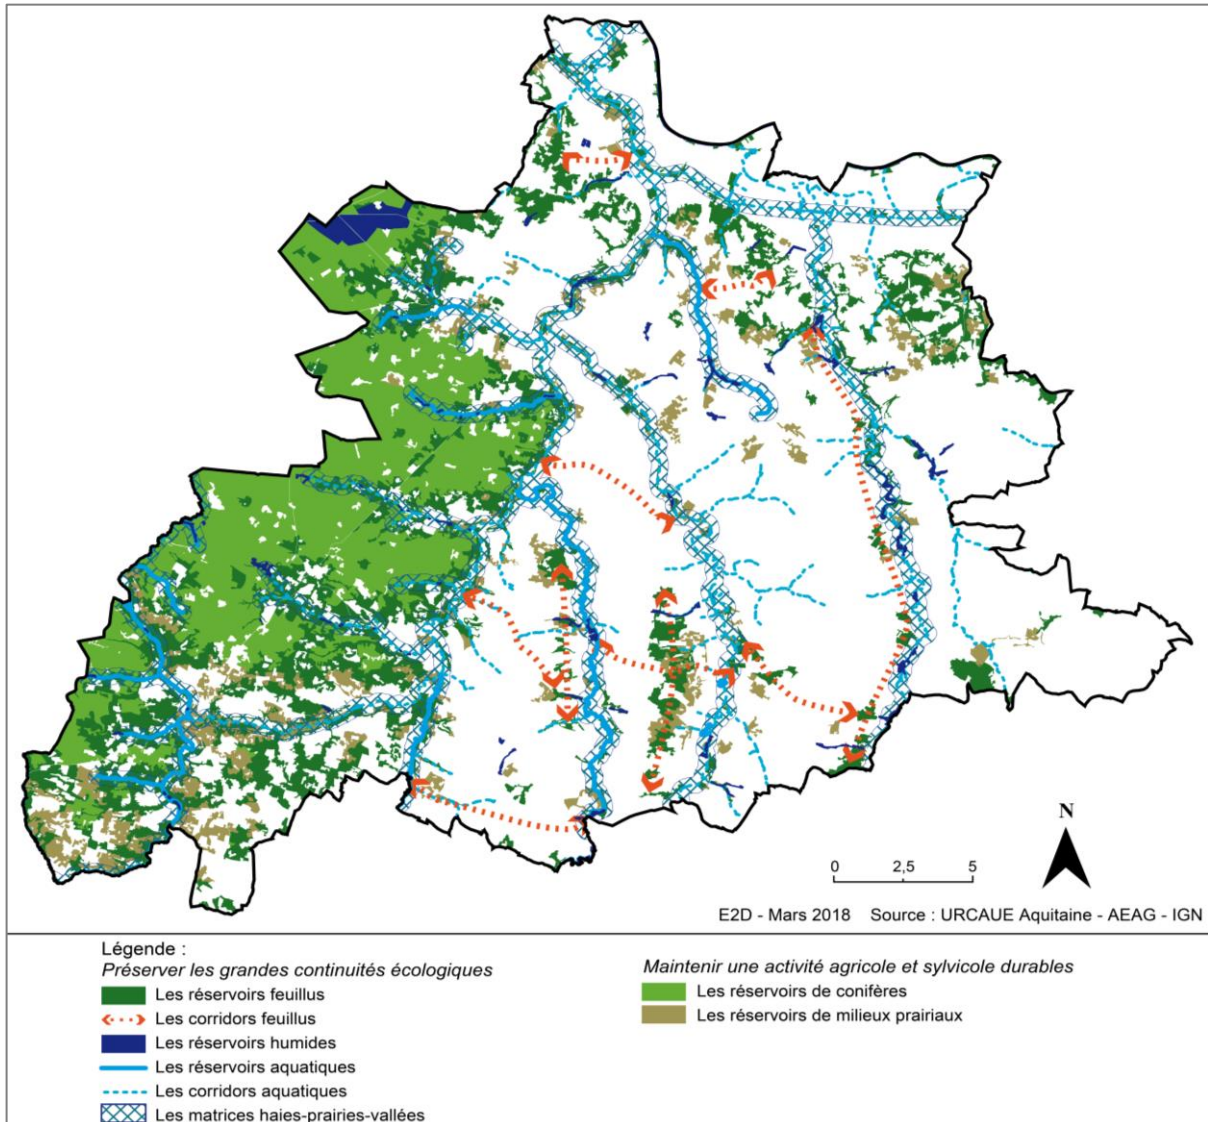 N
0 2,5 5
E2D - Mars 2018 Source : URCAUE Aquitaine - AEAG - IGN
Légende :
Préserver les grandes continuités écologiques
Les réservoirs feuillus
Les corridors feuillus
Les réservoirs humides
Les réservoirs aquatiques
Les corridors aquatiques
Les matrices haies-prairies-vallées
Maintenir une activité agricole et sylvicole durables
Les réservoirs de conifères
Les réservoirs de milieux prairiaux